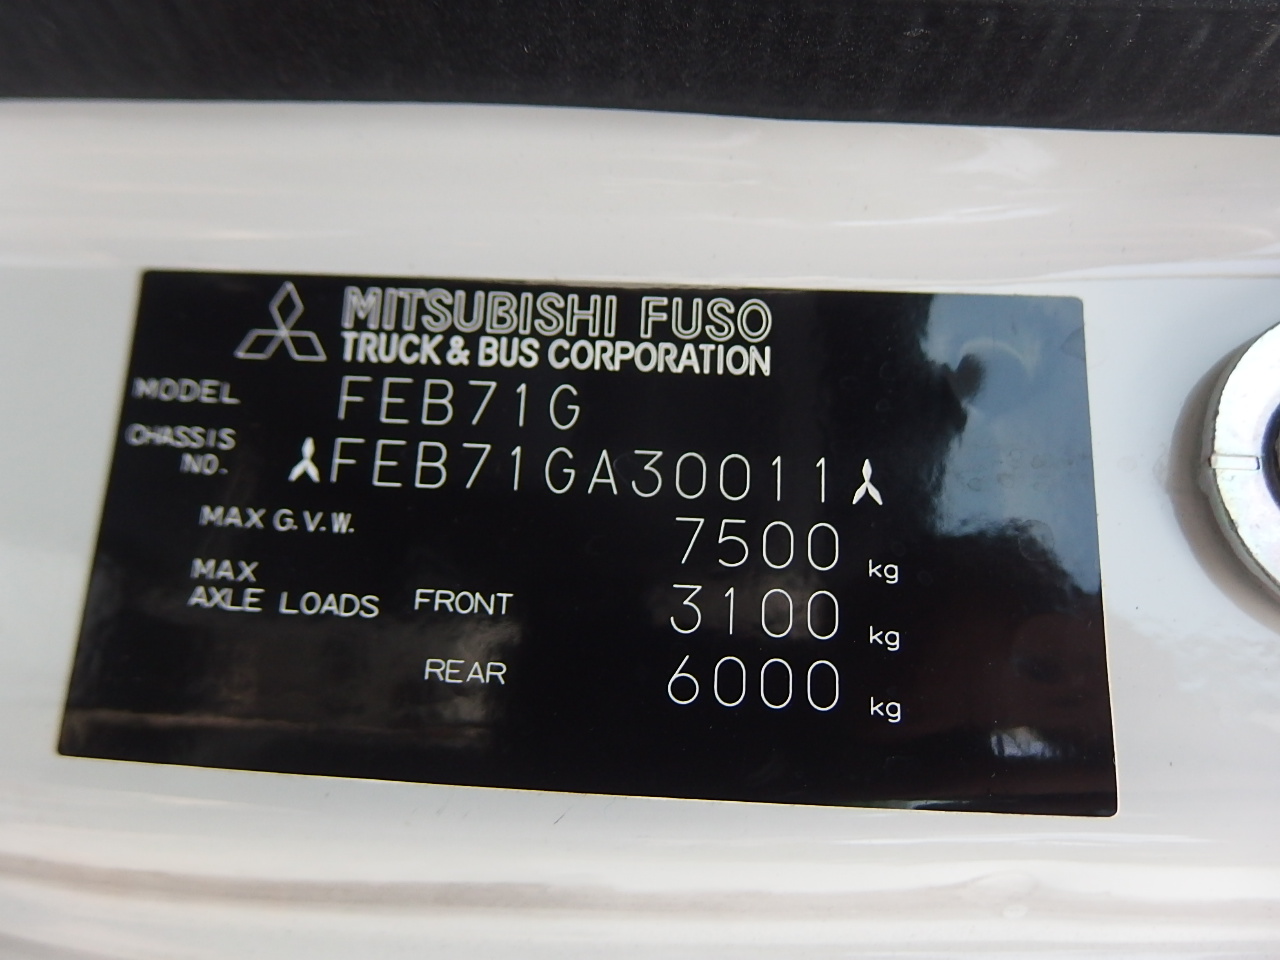 MITSUBISHI FUSO
TRUCK & BUS CORPORATION
MODEL FEB71G
CHASSIS NO. FEB71GA30011
MAX G.V.W. 7500 kg
MAX AXLE LOADS FRONT 3100 kg
REAR 6000 kg